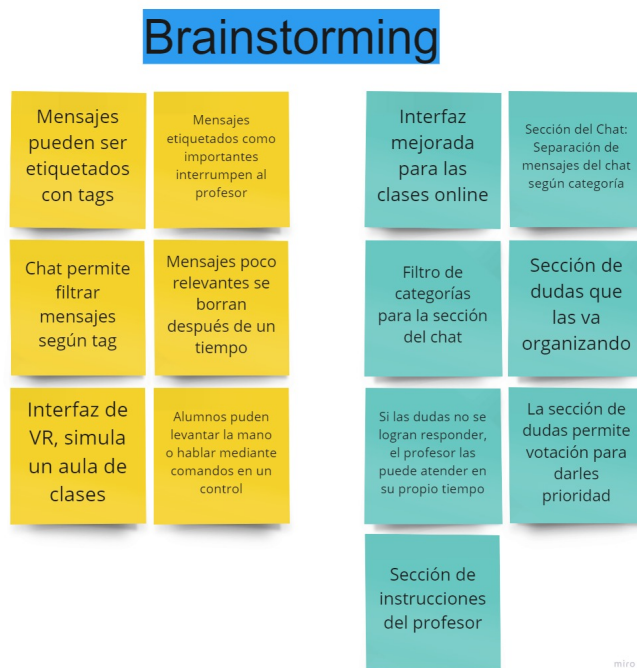 Brainstorming
Mensajes
pueden ser
etiquetados
con tags
Mensajes
etiquetados como
importantes
interrumpen al
profesor
Chat permite
filtrar
mensajes
según tag
Mensajes poco
relevantes se
borran
después de un
tiempo
Interfaz de
VR, simula
un aula de
clases
Alumnos puden
levantar la mano
o hablar mediante
comandos en un
control
Interfaz
mejorada
para las
clases online
Sección del Chat:
Separación de
mensajes del chat
según categoría
Filtro de
categorías
para la sección
del chat
Sección de
dudas que
las va
organizando
Si las dudas no se
logran responder,
el profesor las
puede atender en
su propio tiempo
La sección de
dudas permite
votación para
darles
prioridad
Sección de
instrucciones
del profesor
miro